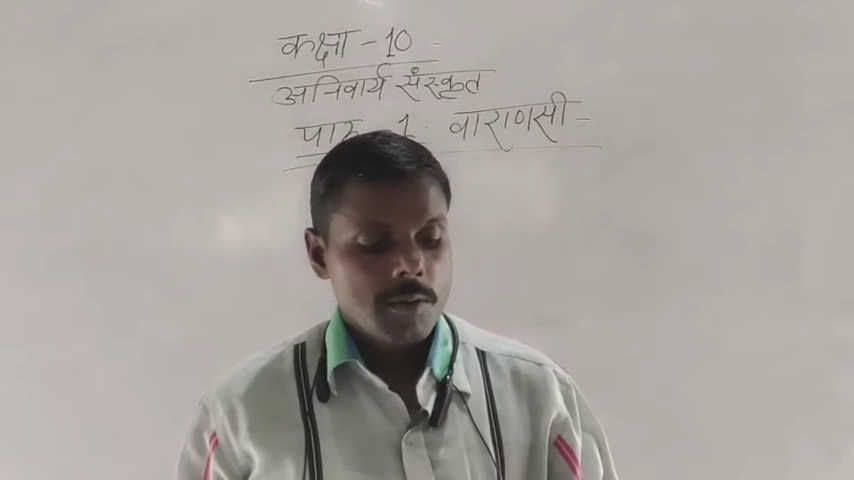 कक्षा - 10 -
अनिवार्य संस्कृत
पाठ 1. वाराणसी -